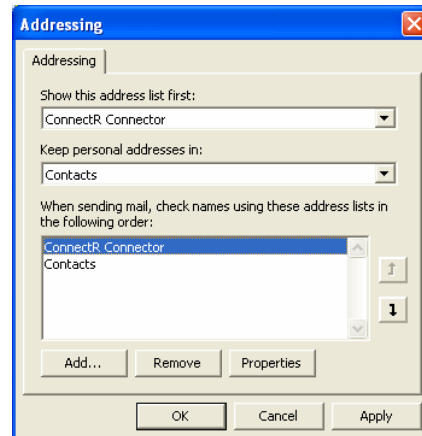 Addressing
Addressing
Show this address list first:
ConnectR Connector
Keep personal addresses in:
Contacts
When sending mail, check names using these address lists in
the following order:
ConnectR Connector
Contacts
Add... Remove Properties
OK Cancel Apply